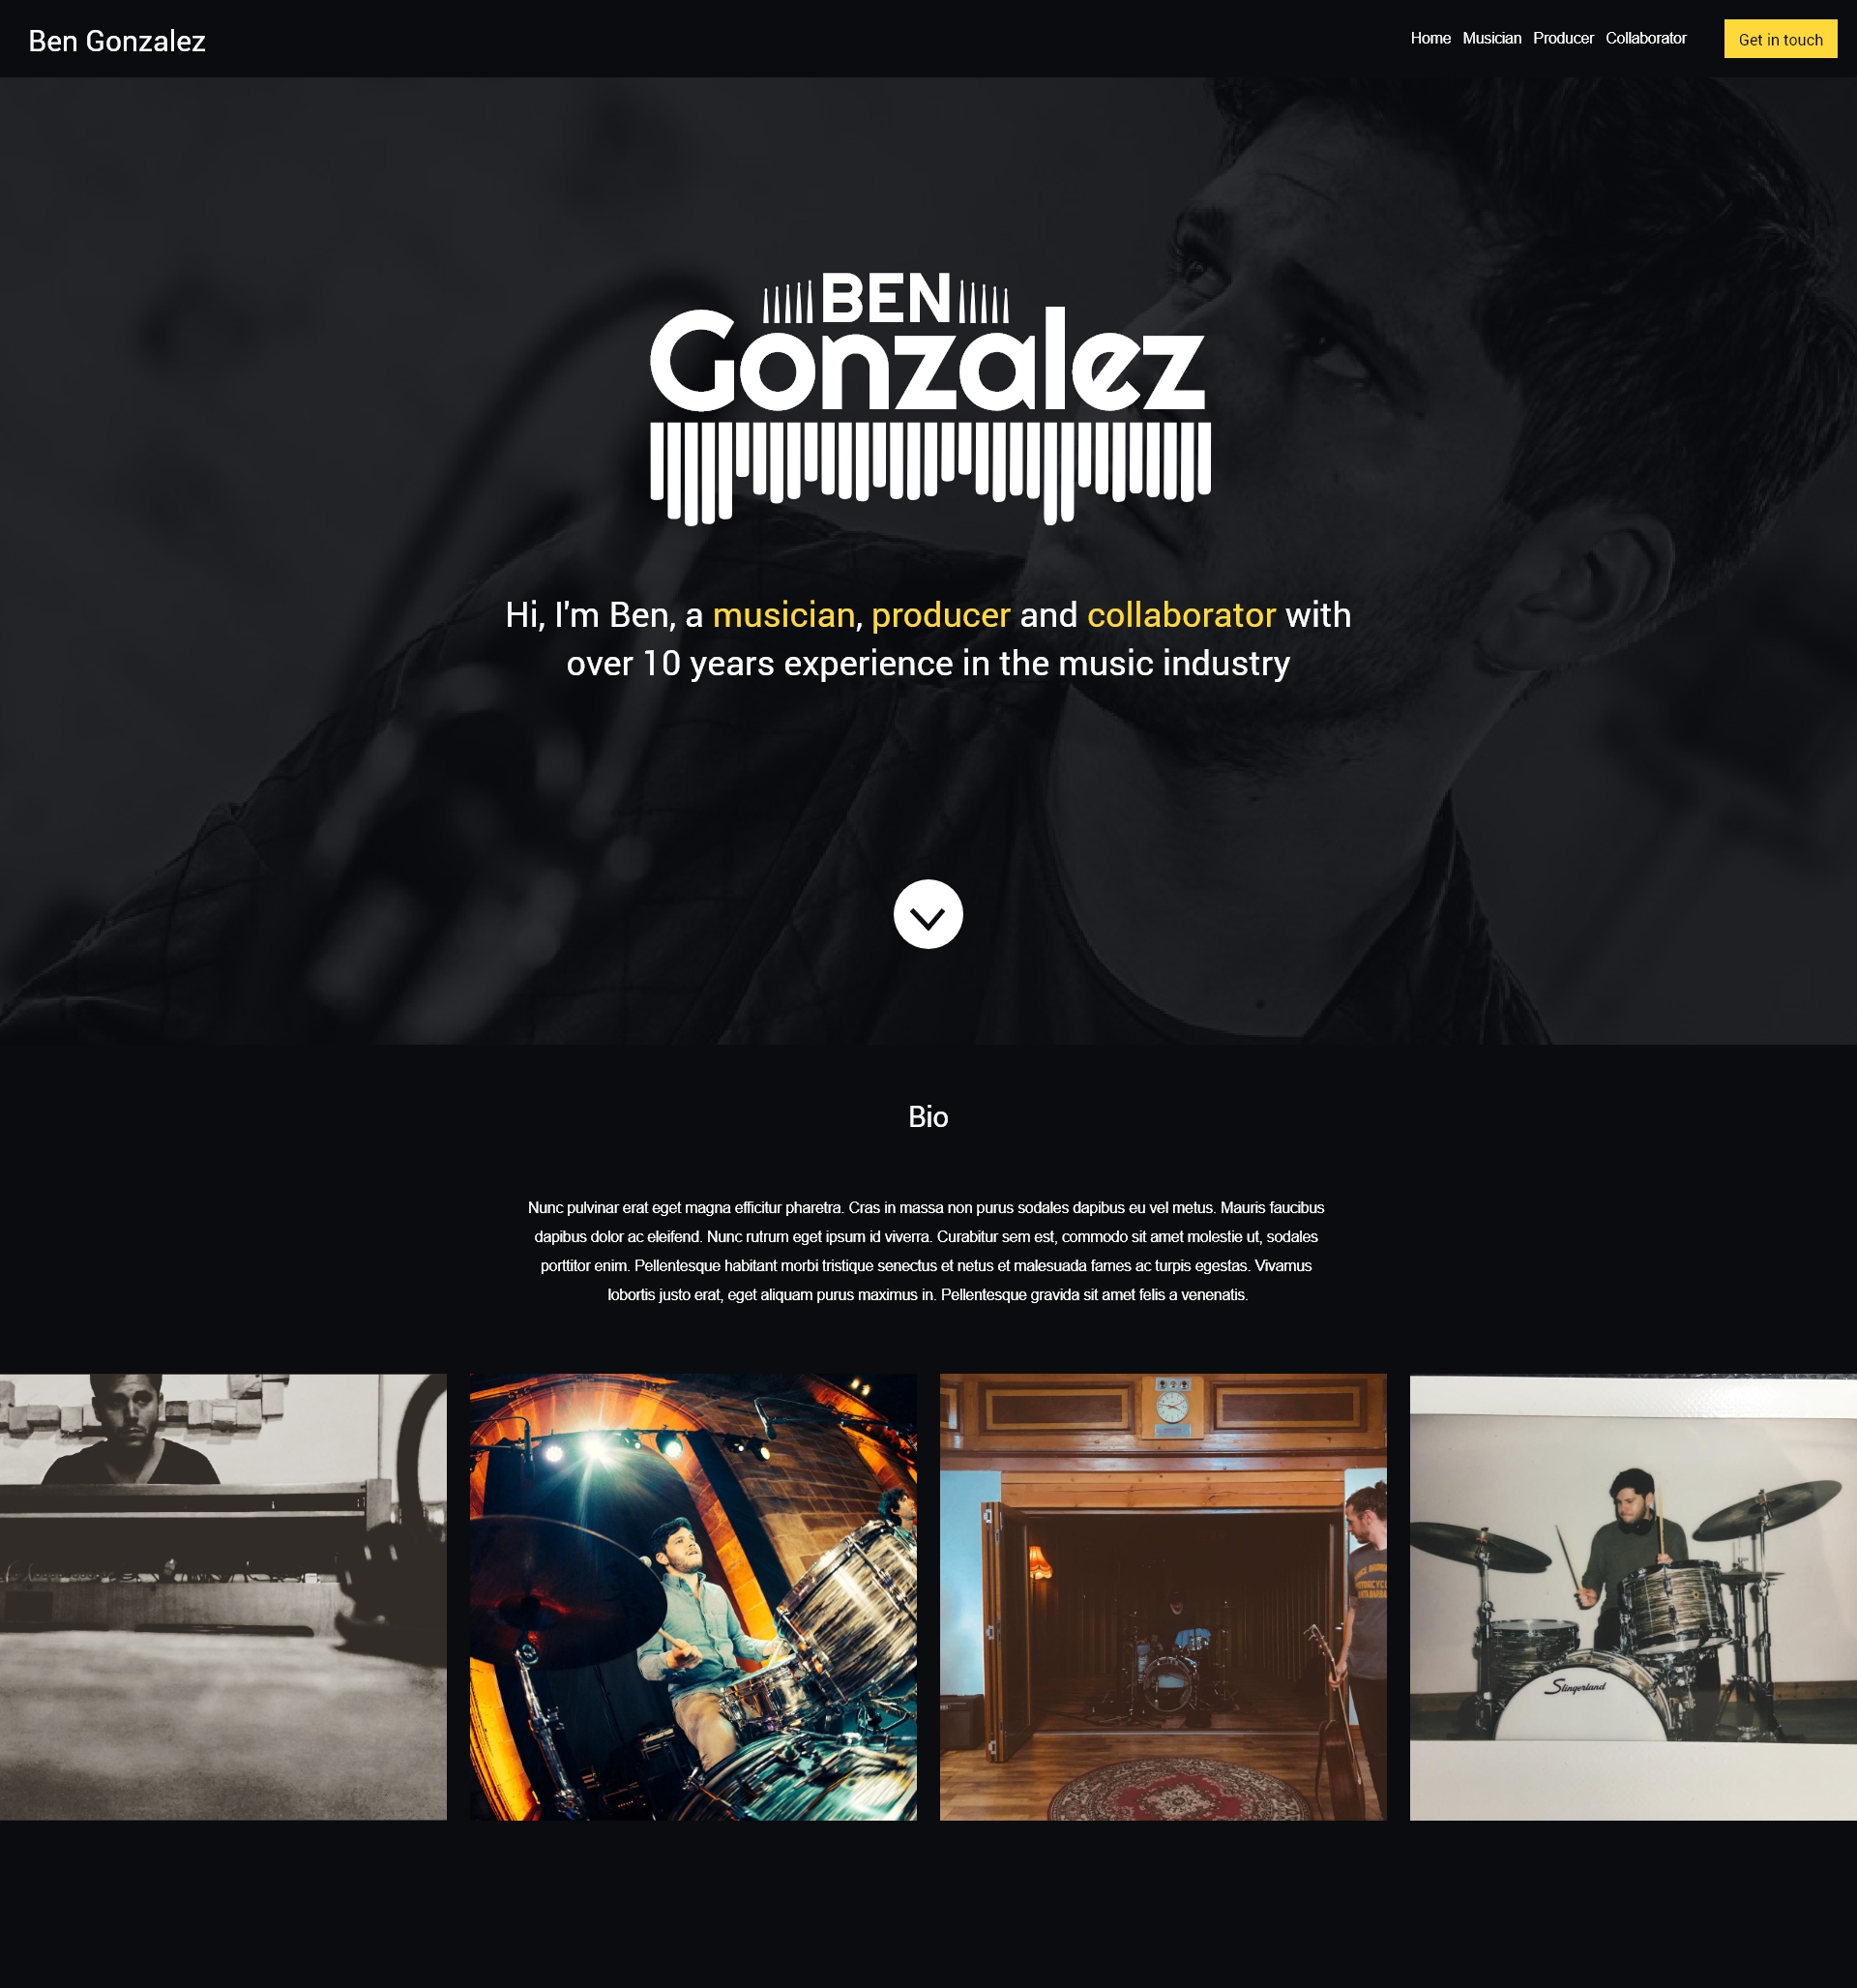 Ben Gonzalez
Home Musician Producer Collaborator Get in touch
BEN
Gonzalez
Hi, I'm Ben, a musician, producer and collaborator with
over 10 years experience in the music industry
Bio
Nunc pulvinar erat eget magna efficitur pharetra. Cras in massa non purus sodales dapibus eu vel metus. Mauris faucibus
dapibus dolor ac eleifend. Nunc rutrum eget ipsum id viverra. Curabitur sem est, commodo sit amet molestie ut, sodales
porttitor enim. Pellentesque habitant morbi tristique senectus et netus et malesuada fames ac turpis egestas. Vivamus
lobortis justo erat, eget aliquam purus maximus in. Pellentesque gravida sit amet felis a venenatis.
Slingerland